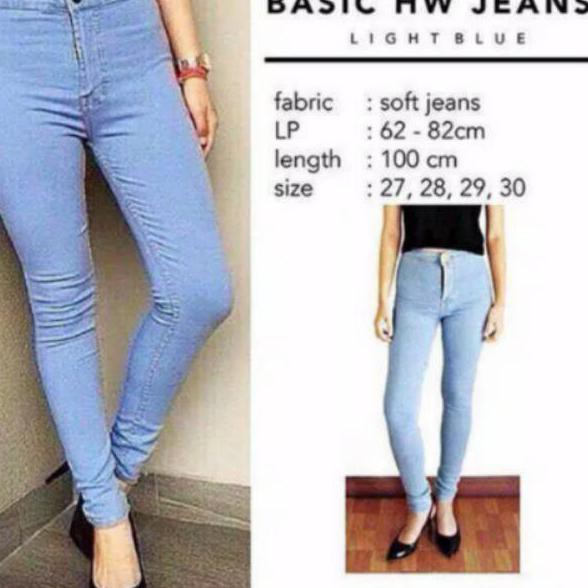 BASIC HW JEANS
LIGHT BLUE
fabric : soft jeans
LP : 62 - 82cm
length : 100 cm
size : 27, 28, 29, 30